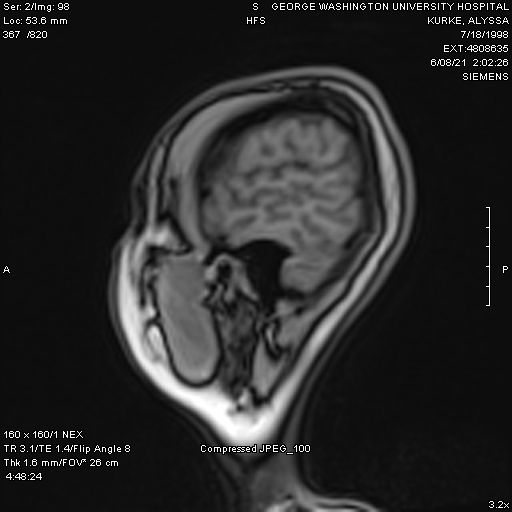 Ser: 2/Img: 98
Loc: 53.6 mm
367 /820
S GEORGE WASHINGTON UNIVERSITY HOSPITAL
HFS KURKE, ALYSSA
7/18/1998
EXT:4808635
6/08/21 2:02:26
SIEMENS
A
P
160 x 160/1 NEX
TR 3.1/TE 1.4/Flip Angle 8
Thk 1.6 mm/FOV* 26 cm
4:48:24
Compressed JPEG_100
3.2x